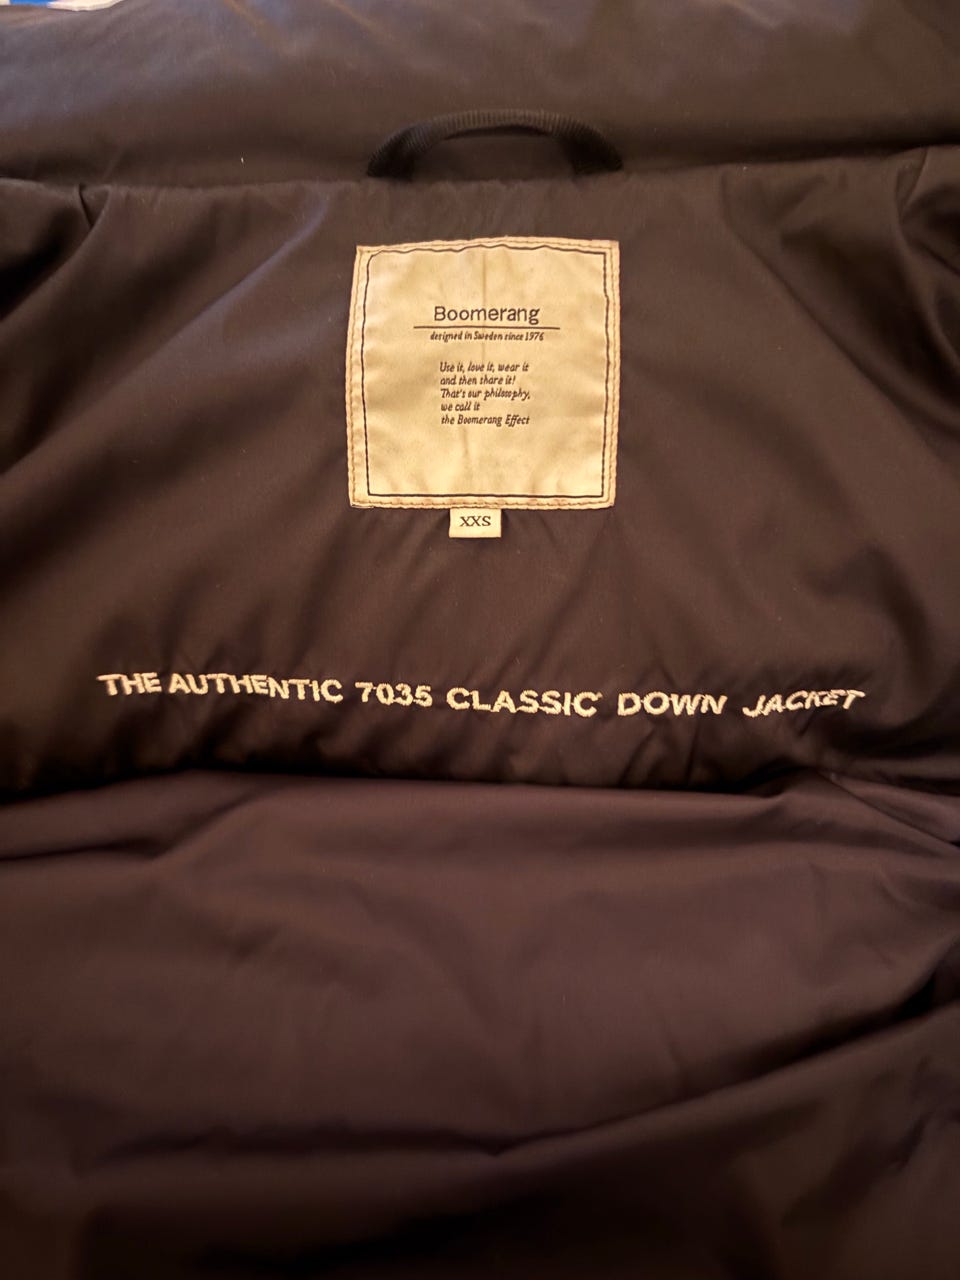 Boomerang
designed in Sweden since 1976
Use it, love it, wear it
and then share it!
That's our philosophy,
we call it
the Boomerang Effect
XXS
THE AUTHENTIC 7035 CLASSIC DOWN JACKET